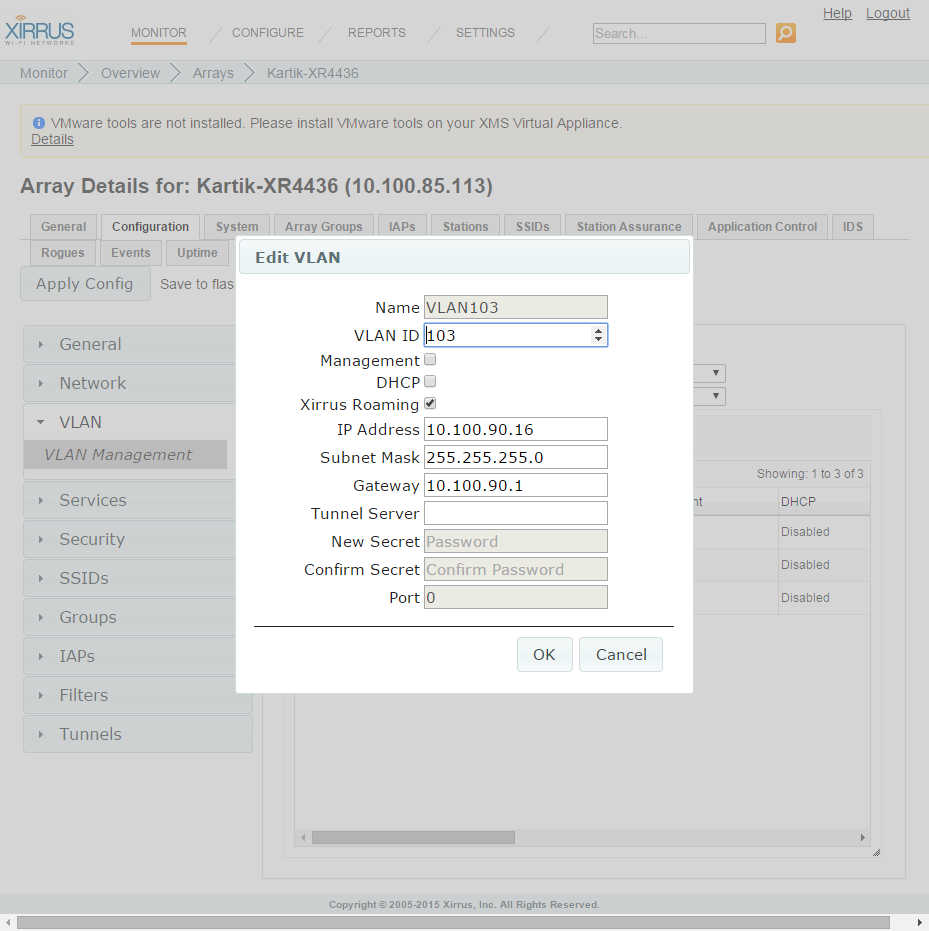 Help Logout
XIRRUS
WI-FI NETWORKS
MONITOR CONFIGURE REPORTS SETTINGS Search...
Monitor Overview Arrays Kartik-XR4436
VMware tools are not installed. Please install VMware tools on your XMS Virtual Appliance.
Details
Array Details for: Kartik-XR4436 (10.100.85.113)
General Configuration System Array Groups IAPs Stations SSIDs Station Assurance Application Control IDS
Rogues Events Uptime
Apply Config Save to flas
Edit VLAN
Name VLAN103
VLAN ID 103
Management
DHCP
Xirrus Roaming
IP Address 10.100.90.16
Subnet Mask 255.255.255.0
Gateway 10.100.90.1
Tunnel Server
New Secret Password
Confirm Secret Confirm Password
Port 0
OK Cancel
General
Network
VLAN
VLAN Management
Services
Security
SSIDs
Groups
IAPs
Filters
Tunnels
Showing: 1 to 3 of 3
nt DHCP
Disabled
Disabled
Disabled
Copyright © 2005-2015 Xirrus, Inc. All Rights Reserved.